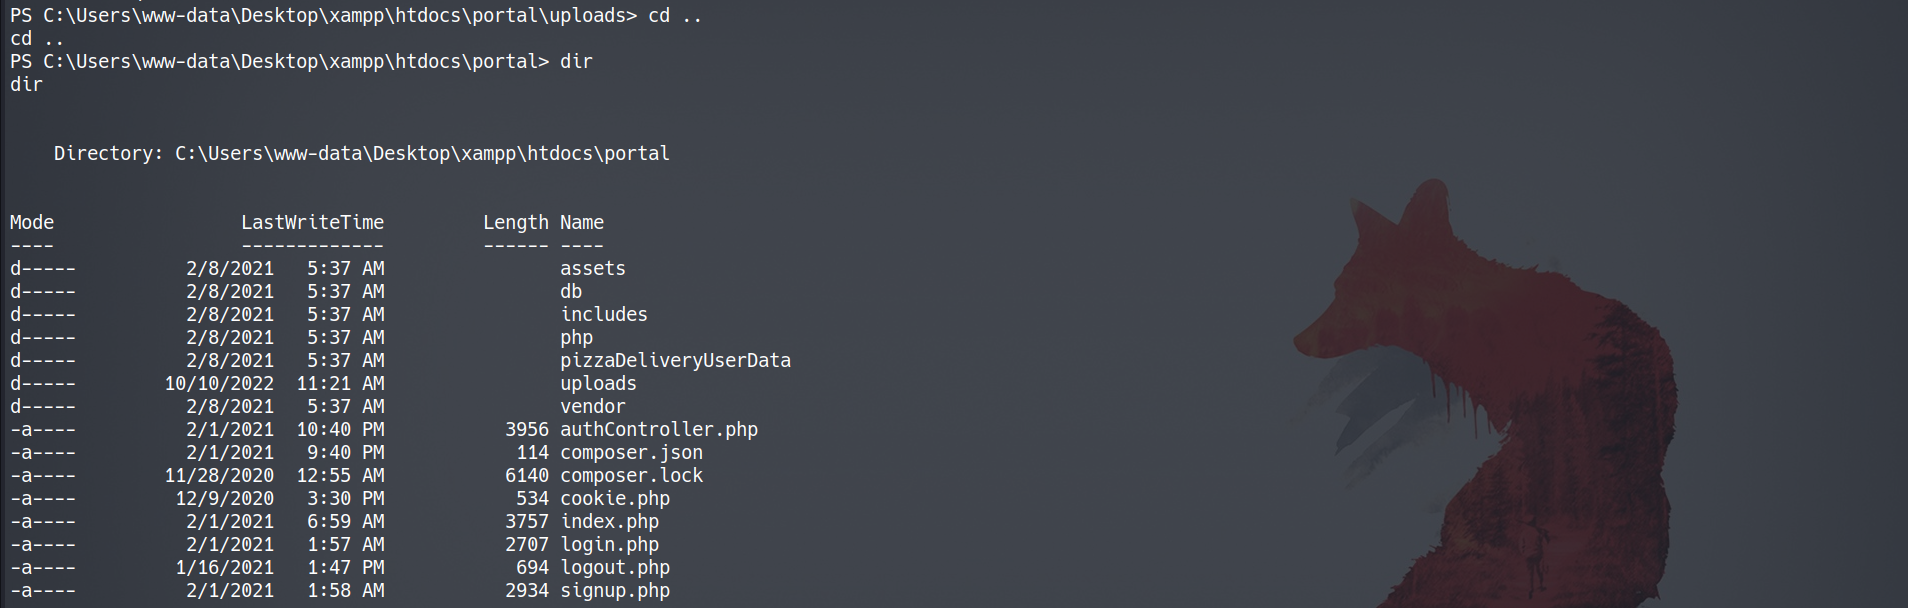 PS C:\Users\www-data\Desktop\xampp\htdocs\portal\uploads> cd ..
cd ..
PS C:\Users\www-data\Desktop\xampp\htdocs\portal> dir
dir
Directory: C:\Users\www-data\Desktop\xampp\htdocs\portal
Mode LastWriteTime Length Name
---- ------------- ------ ----
d----- 2/8/2021 5:37 AM assets
d----- 2/8/2021 5:37 AM db
d----- 2/8/2021 5:37 AM includes
d----- 2/8/2021 5:37 AM php
d----- 2/8/2021 5:37 AM pizzaDeliveryUserData
d----- 10/10/2022 11:21 AM uploads
d----- 2/8/2021 5:37 AM vendor
-a---- 2/1/2021 10:40 PM 3956 authController.php
-a---- 2/1/2021 9:40 PM 114 composer.json
-a---- 11/28/2020 12:55 AM 6140 composer.lock
-a---- 12/9/2020 3:30 PM 534 cookie.php
-a---- 2/1/2021 6:59 AM 3757 index.php
-a---- 2/1/2021 1:57 AM 2707 login.php
-a---- 1/16/2021 1:47 PM 694 logout.php
-a---- 2/1/2021 1:58 AM 2934 signup.php